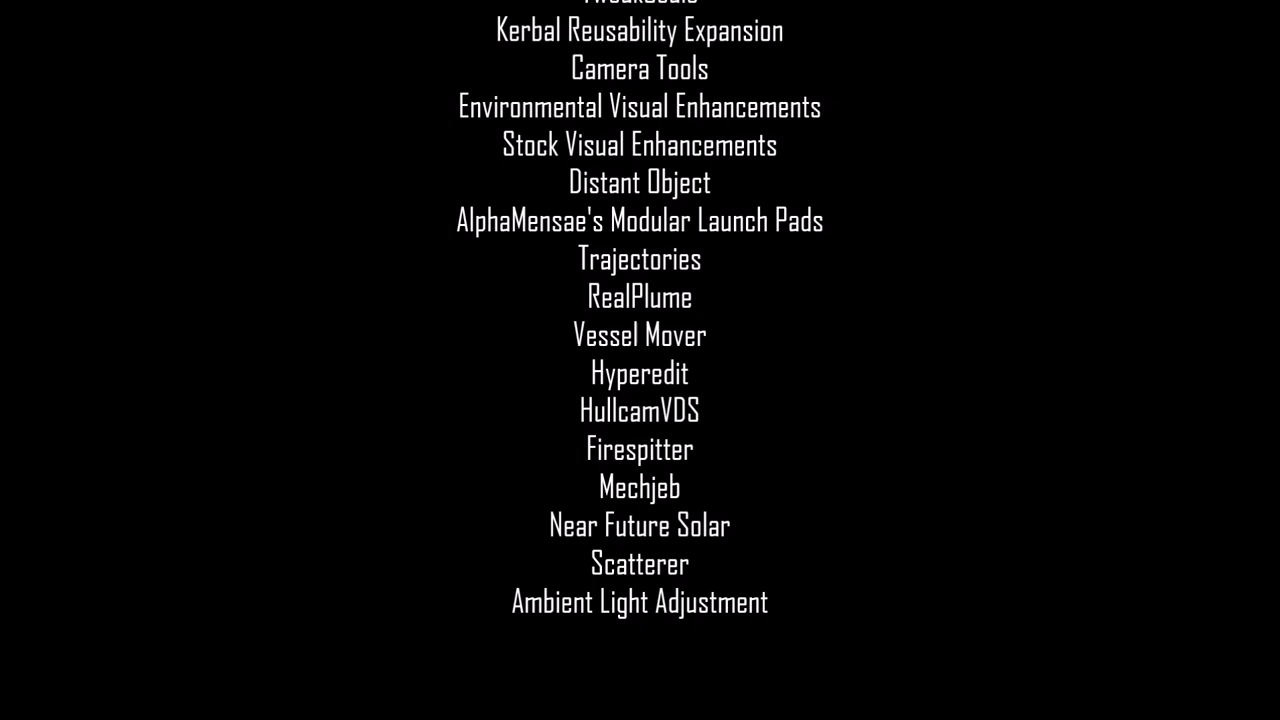 Kerbal Reusability Expansion
Camera Tools
Environmental Visual Enhancements
Stock Visual Enhancements
Distant Object
AlphaMensae's Modular Launch Pads
Trajectories
RealPlume
Vessel Mover
Hyperedit
HullcamVDS
Firespitter
Mechjeb
Near Future Solar
Scatterer
Ambient Light Adjustment